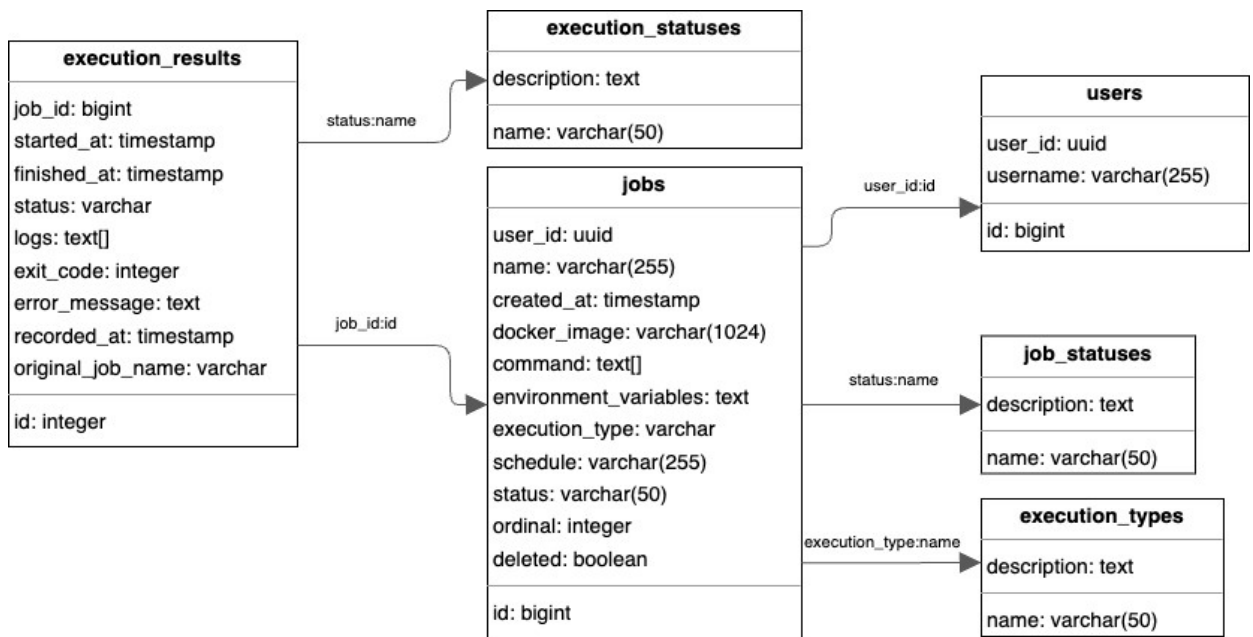 execution_results
job_id: bigint
started_at: timestamp
finished_at: timestamp
status: varchar
logs: text[]
exit_code: integer
error_message: text
recorded_at: timestamp
original_job_name: varchar
id: integer
status:name
job_id:id
execution_statuses
description: text
name: varchar(50)
jobs
user_id: uuid
name: varchar(255)
created_at: timestamp
docker_image: varchar(1024)
command: text[]
environment_variables: text
execution_type: varchar
schedule: varchar(255)
status: varchar(50)
ordinal: integer
deleted: boolean
id: bigint
user_id:id
status:name
execution_type:name
users
user_id: uuid
username: varchar(255)
id: bigint
job_statuses
description: text
name: varchar(50)
execution_types
description: text
name: varchar(50)